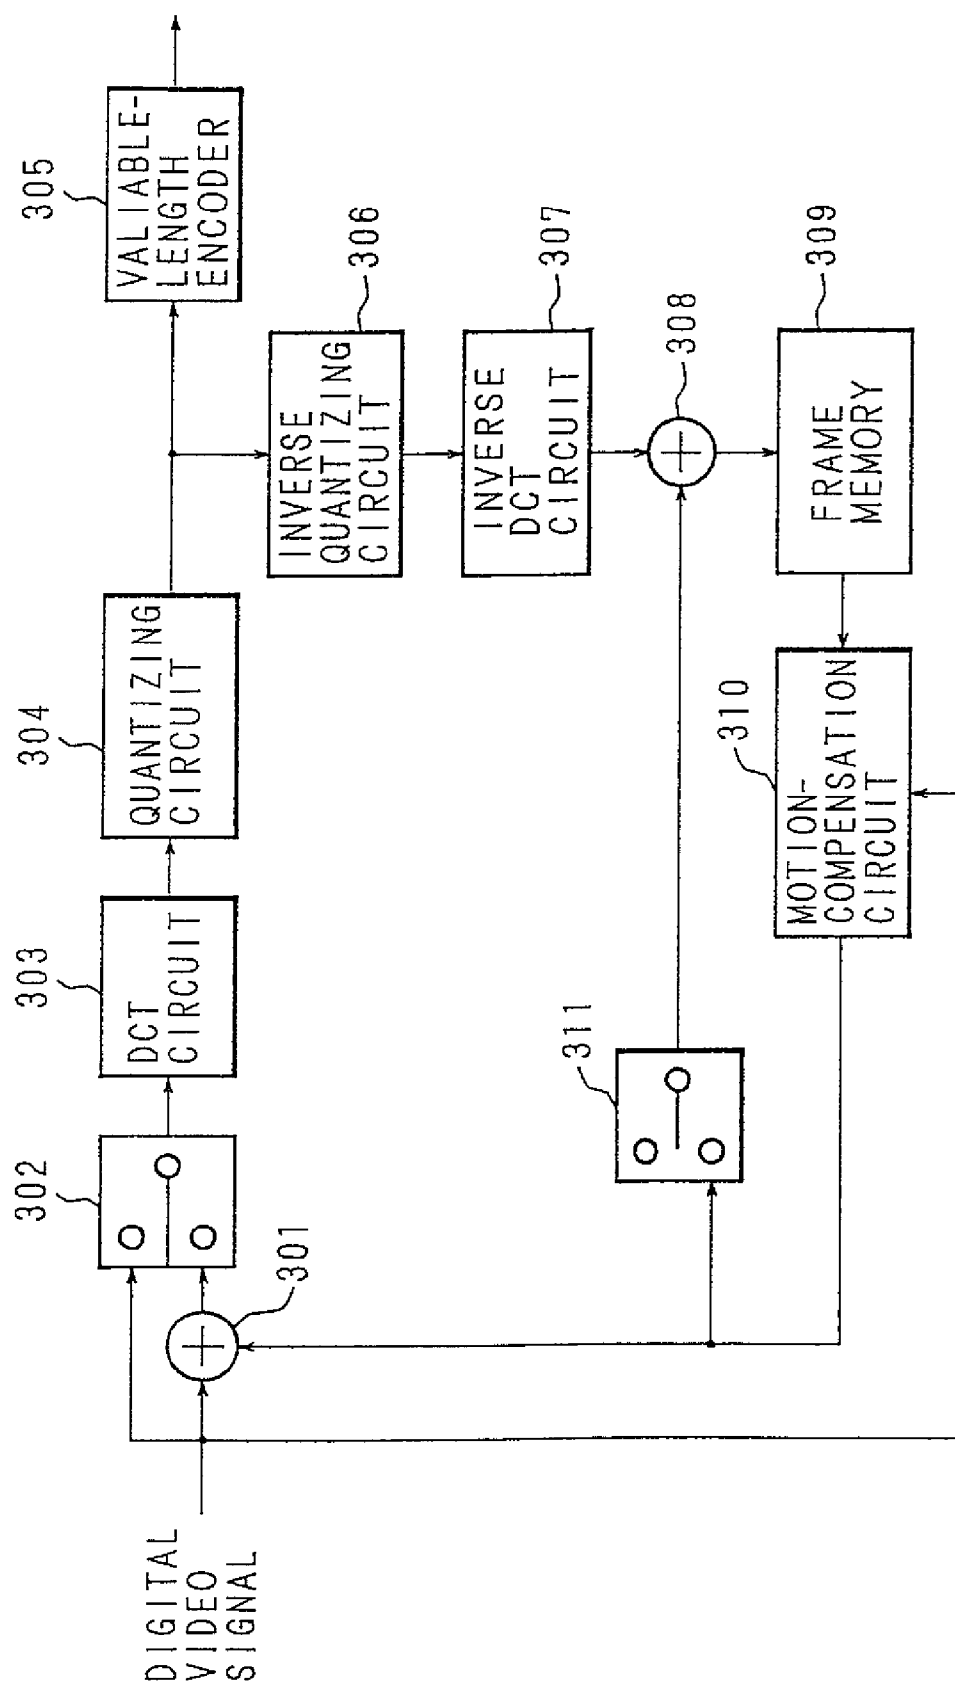 DIGITAL
VIDEO
SIGNAL
301
302
303
DCT
CIRCUIT
304
QUANTIZING
CIRCUIT
305
VALIABLE-
LENGTH
ENCODER
INVERSE
QUANTIZING
CIRCUIT
306
INVERSE
DCT
CIRCUIT
307
308
FRAME
MEMORY
309
310
MOTION-
COMPENSATION
CIRCUIT
311